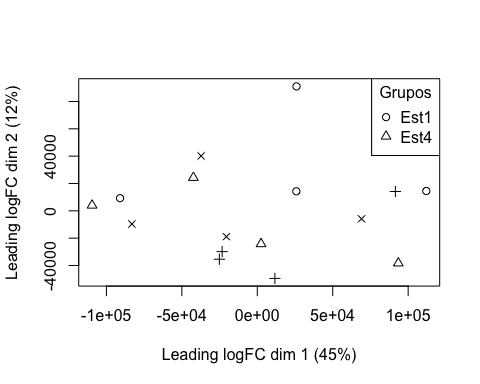 Grupos
Est1
Est4
Leading logFC dim 2 (12%)
40000
0
-40000
-1e+05 -5e+04 0e+00 5e+04 1e+05
Leading logFC dim 1 (45%)